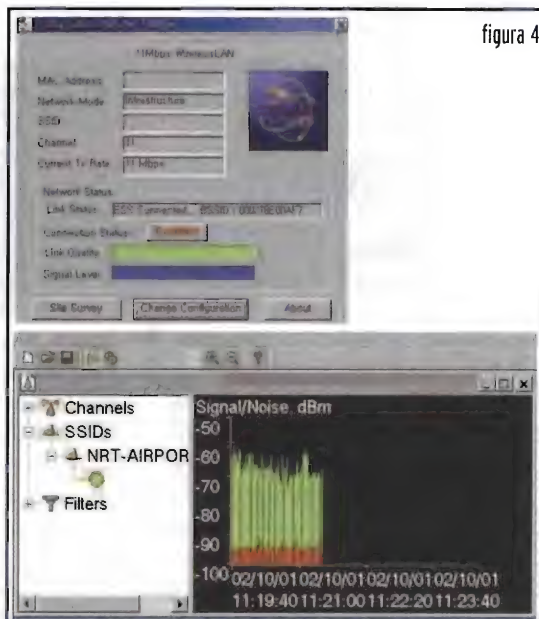 figura 4
11Mbps WirelessLAN
MAC Address
Network Mode Infrastructure
SSID
Channel 11
Current Tx Rate 11 Mbps
Network Status
Link Status
Connection Status
Link Quality
Signal Level
Site Survey Change Configuration About
Channels
SSIDs
NRT-AIRPOR
Filters
Signal/Noise, dBm
-50
-60
-70
-80
-90
-100
02/10/01 02/10/01 02/10/01 02/10/01
11:19:40 11:21:00 11:22:20 11:23:40